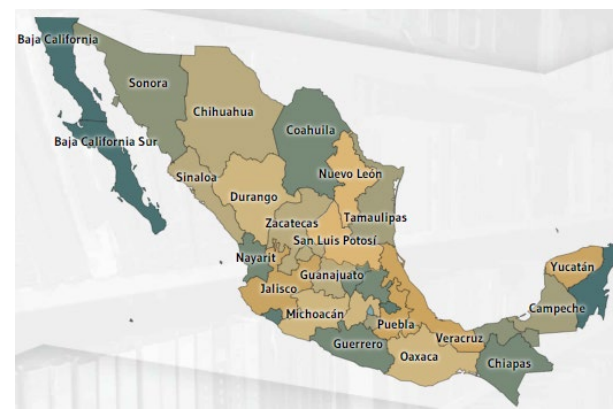 Baja California
Sonora
Chihuahua
Coahuila
Baja California Sur
Nuevo León
Sinaloa
Durango
Tamaulipas
Zacatecas
San Luis Potosí
Nayarit
Guanajuato
Yucatán
Jalisco
Campeche
Michoacán
Puebla
Veracruz
Guerrero
Oaxaca
Chiapas